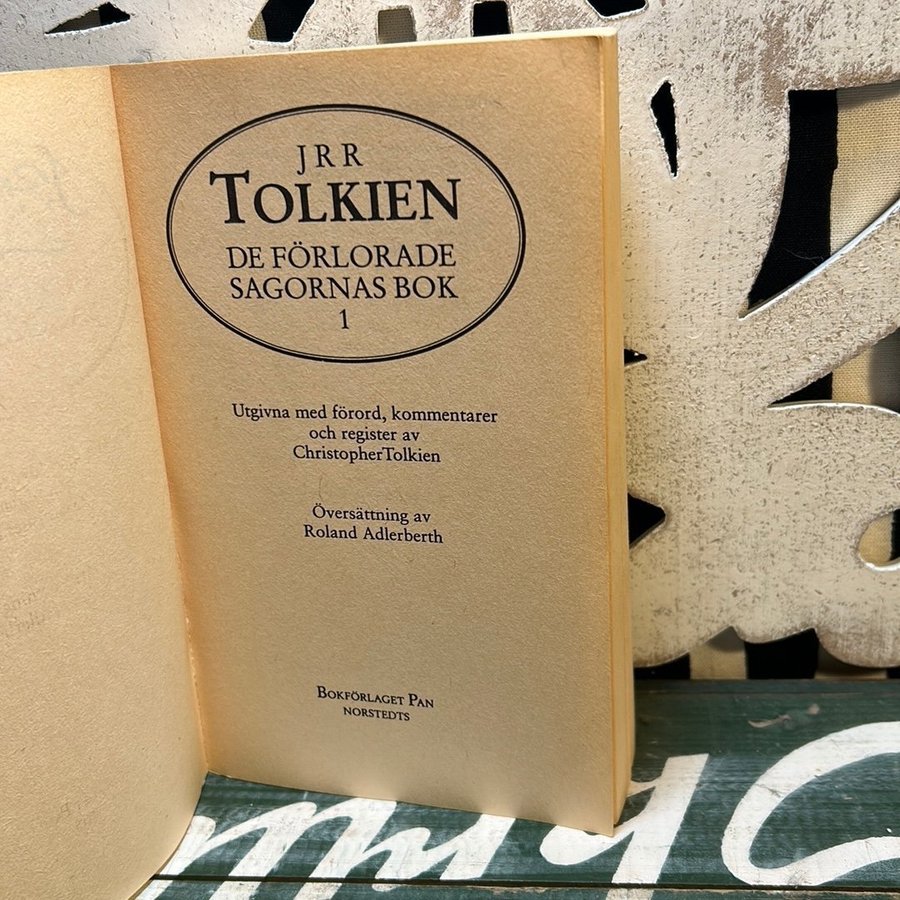 JRR
TOLKIEN
DE FÖRLORADE
SAGORNAS BOK
1
Utgivna med förord, kommentarer
och register av
ChristopherTolkien
Översättning av
Roland Adlerberth
BOKFÖRLAGET PAN
NORSTEDTS